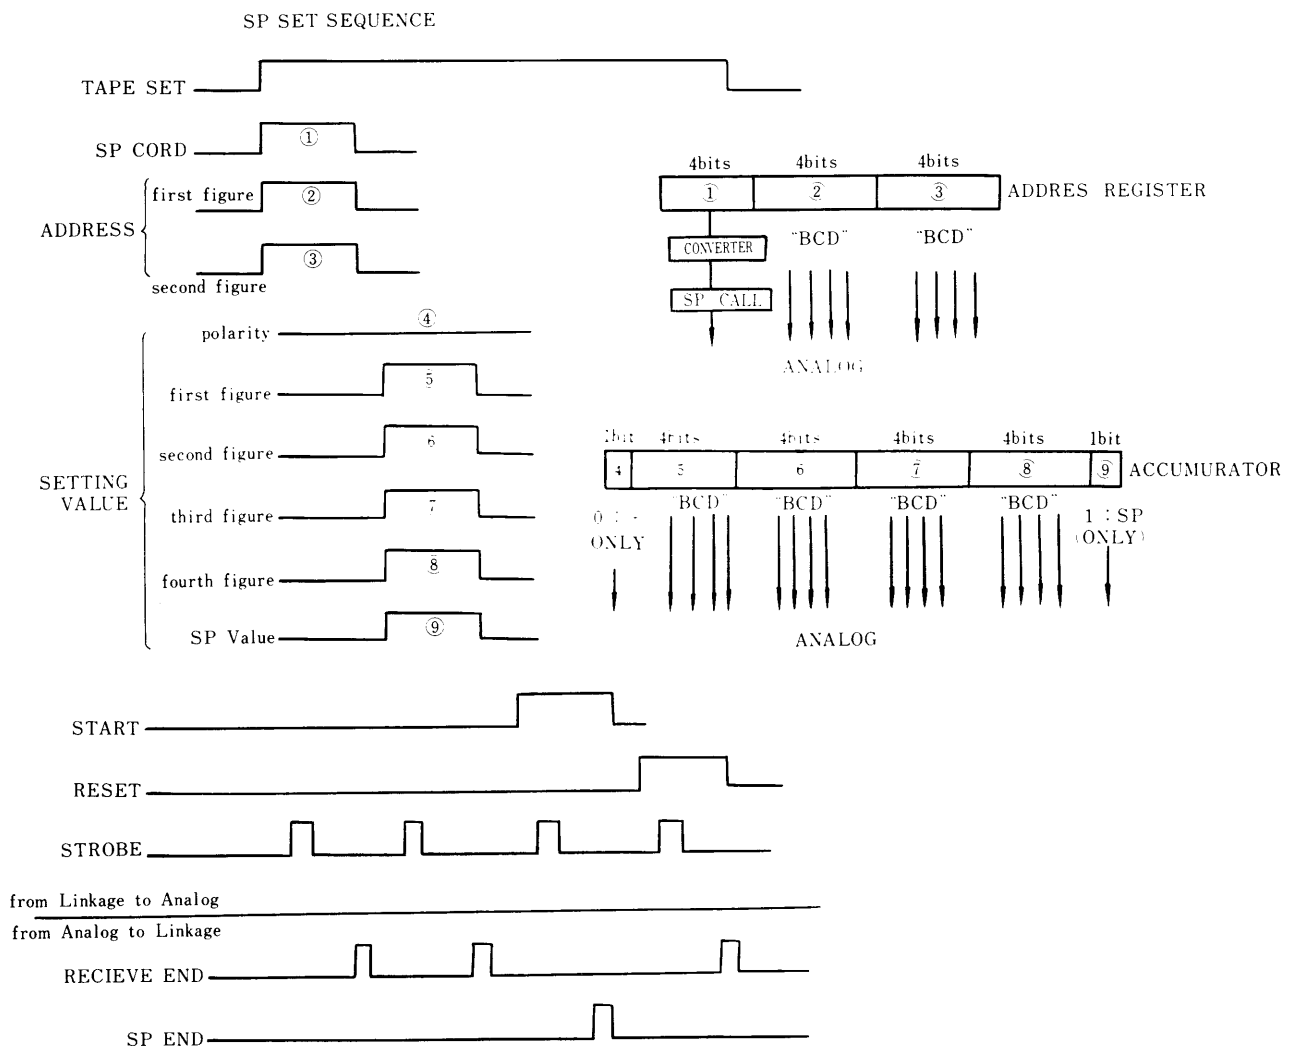 SP SET SEQUENCE
TAPE SET
SP CORD
①
ADDRESS
first figure
②
second figure
③
SETTING
VALUE
polarity
④
first figure
5
second figure
6
third figure
7
fourth figure
8
SP Value
⑨
4bits 4bits 4bits
① ② ③ ADDRES REGISTER
CONVERTER
SP CALL
"BCD" "BCD"
ANALOG
1bit 4bits 4bits 4bits 4bits 1bit
4 5 6 7 ⑧ ⑨ ACCUMURATOR
"BCD" "BCD" "BCD" "BCD"
0 : -
ONLY
1 : SP
(ONLY)
ANALOG
START
RESET
STROBE
from Linkage to Analog
from Analog to Linkage
RECIEVE END
SP END